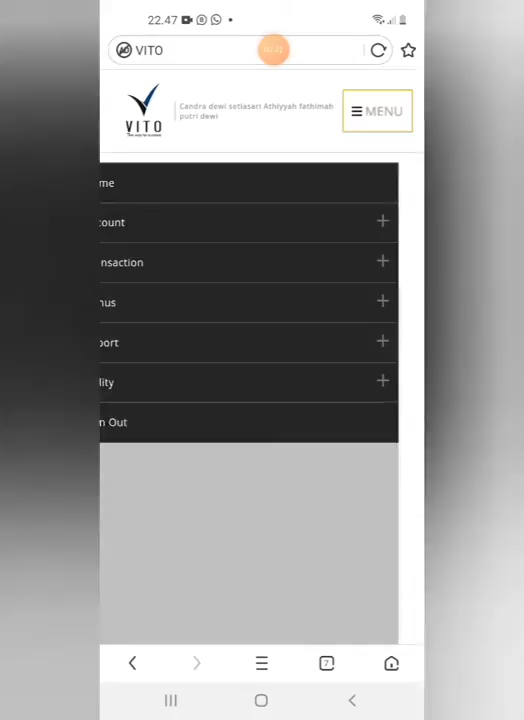 22.47
VITO
VITO
Candra dewi setiasari Athiyyah fathimah
putri dewi
MENU
me
count
nsaction
nus
port
lity
n Out
7